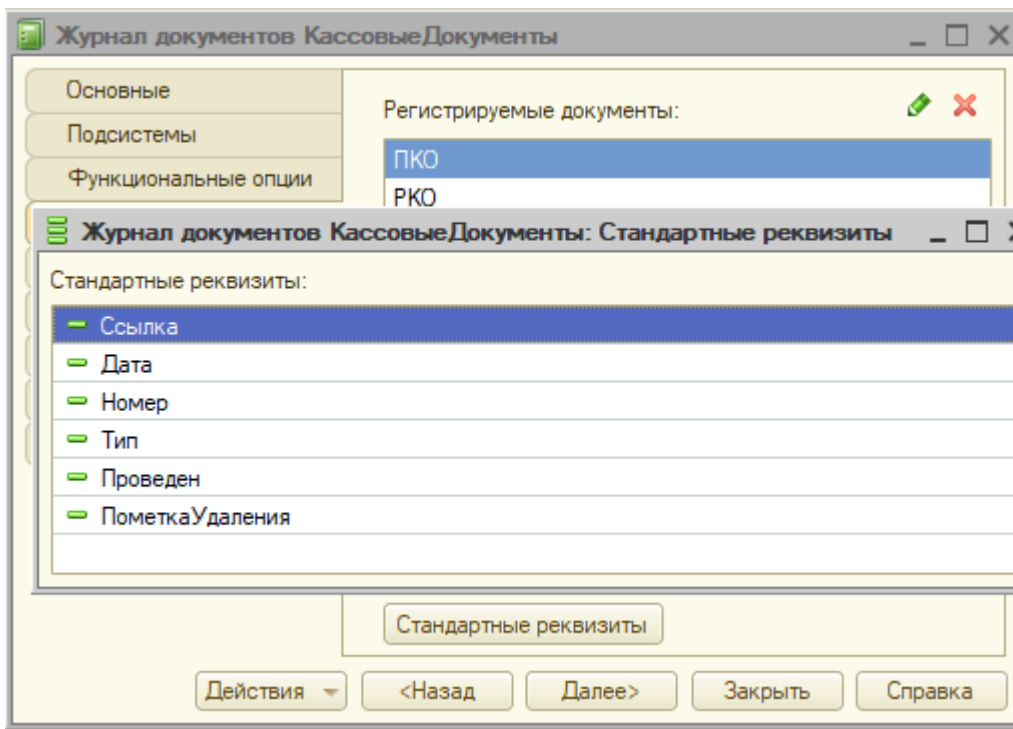 Журнал документов КассовыеДокументы
Основные
Подсистемы
Функциональные опции
Регистрируемые документы:
ПКО
РКО
Журнал документов КассовыеДокументы: Стандартные реквизиты
Стандартные реквизиты:
Ссылка
Дата
Номер
Тип
Проведен
ПометкаУдаления
Стандартные реквизиты
Действия
<Назад
Далее>
Закрыть
Справка